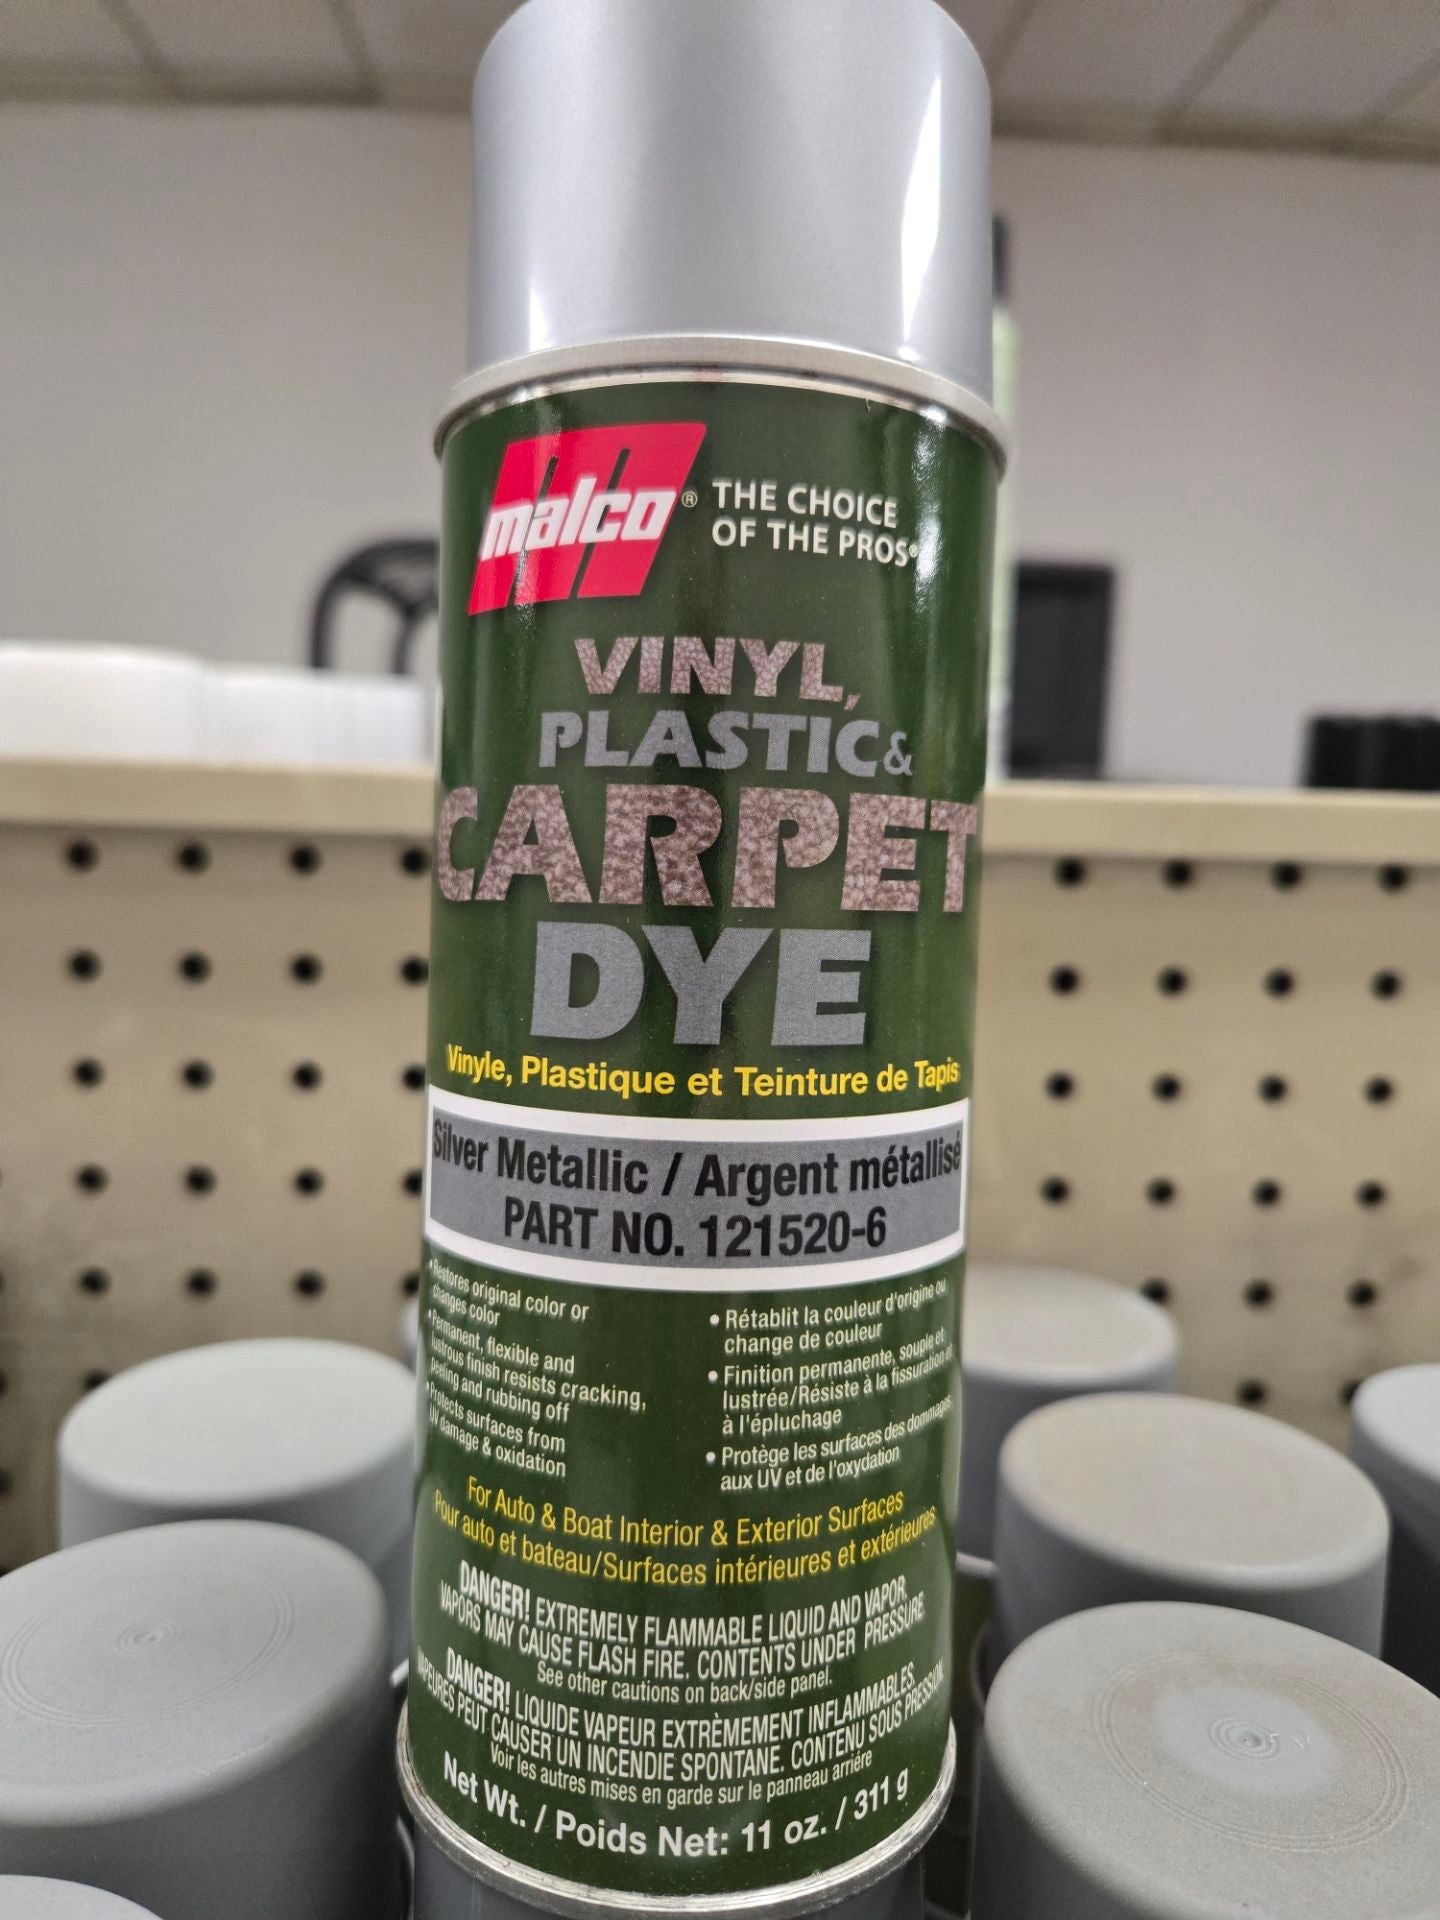 malco® THE CHOICE
OF THE PROS®
VINYL,
PLASTIC &
CARPET
DYE
Vinyle, Plastique et Teinture de Tapis
Silver Metallic / Argent métallisé
PART NO. 121520-6
• Restores original color or
changes color
• Permanent, flexible and
lustrous finish resists cracking,
peeling and rubbing off
• Protects surfaces from
UV damage & oxidation
• Rétablit la couleur d'origine ou
change de couleur
• Finition permanente, souple et
lustrée/Résiste à la fissuration et
à l'épluchage
• Protège les surfaces des dommages
aux UV et de l'oxydation
For Auto & Boat Interior & Exterior Surfaces
Pour auto et bateau/Surfaces intérieures et extérieures
DANGER! EXTREMELY FLAMMABLE LIQUID AND VAPOR.
VAPORS MAY CAUSE FLASH FIRE. CONTENTS UNDER PRESSURE.
See other cautions on back/side panel.
DANGER! LIQUIDE VAPEUR EXTRÈMEMENT INFLAMMABLES.
VAPEURES PEUT CAUSER UN INCENDIE SPONTANE. CONTENU SOUS PRESSION.
Voir les autres mises en garde sur le panneau arriére
Net Wt. / Poids Net: 11 oz. / 311 g